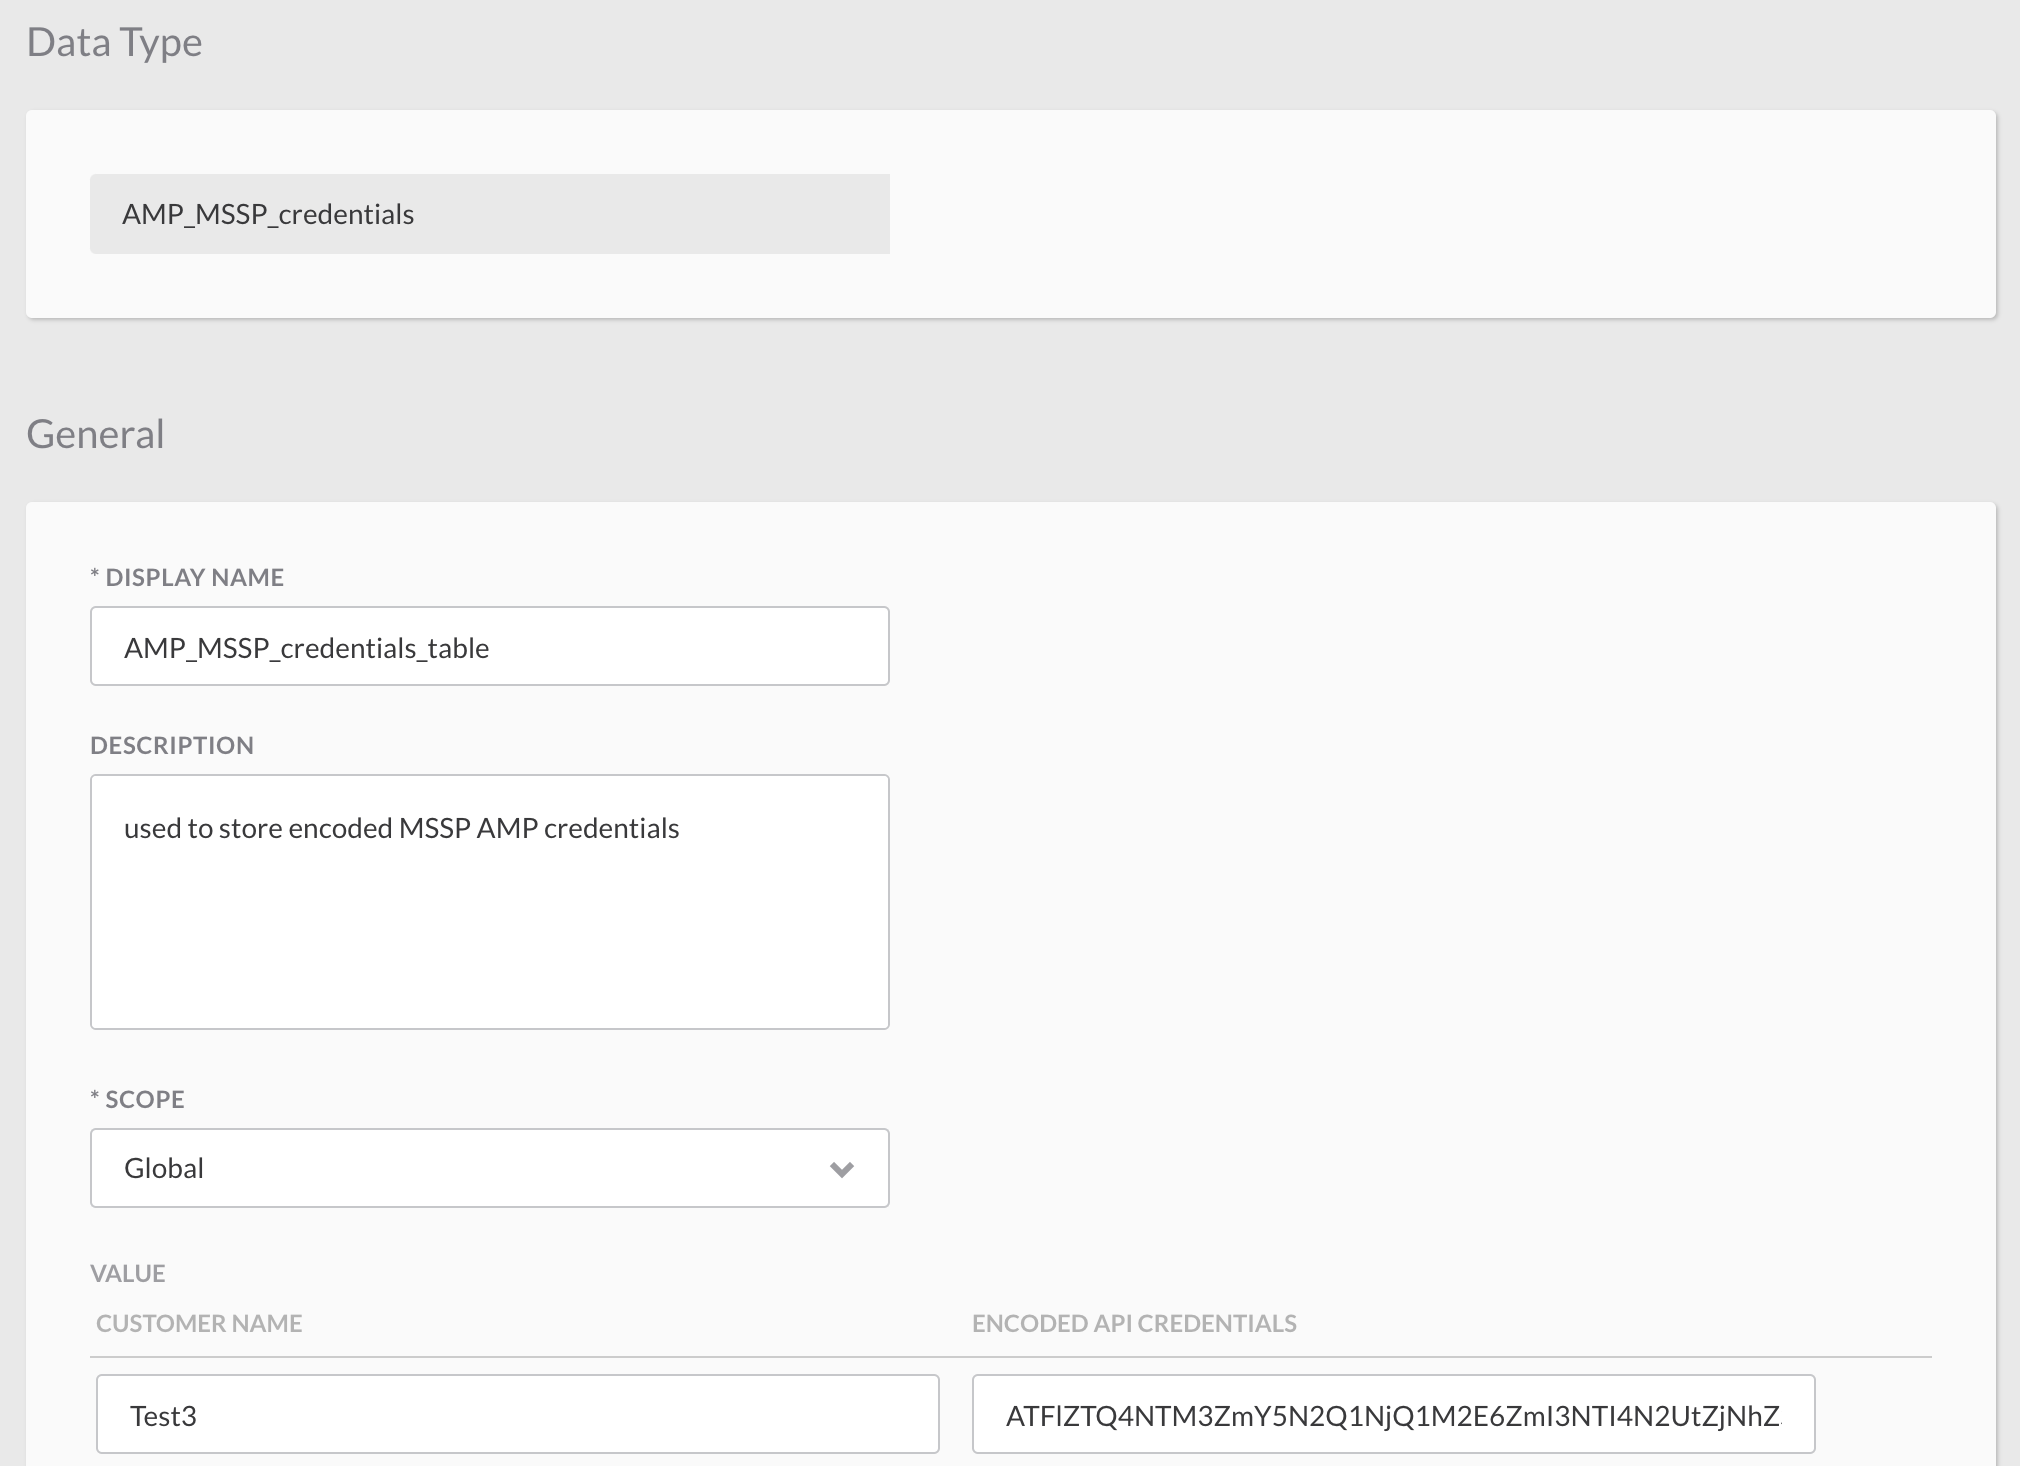 Data Type
AMP_MSSP_credentials
General
* DISPLAY NAME
AMP_MSSP_credentials_table
DESCRIPTION
used to store encoded MSSP AMP credentials
* SCOPE
Global
VALUE
CUSTOMER NAME ENCODED API CREDENTIALS
Test3 ATFlZTQ4NTM3ZmY5N2Q1NjQ1M2E6ZmI3NTI4N2UtZjNhZ